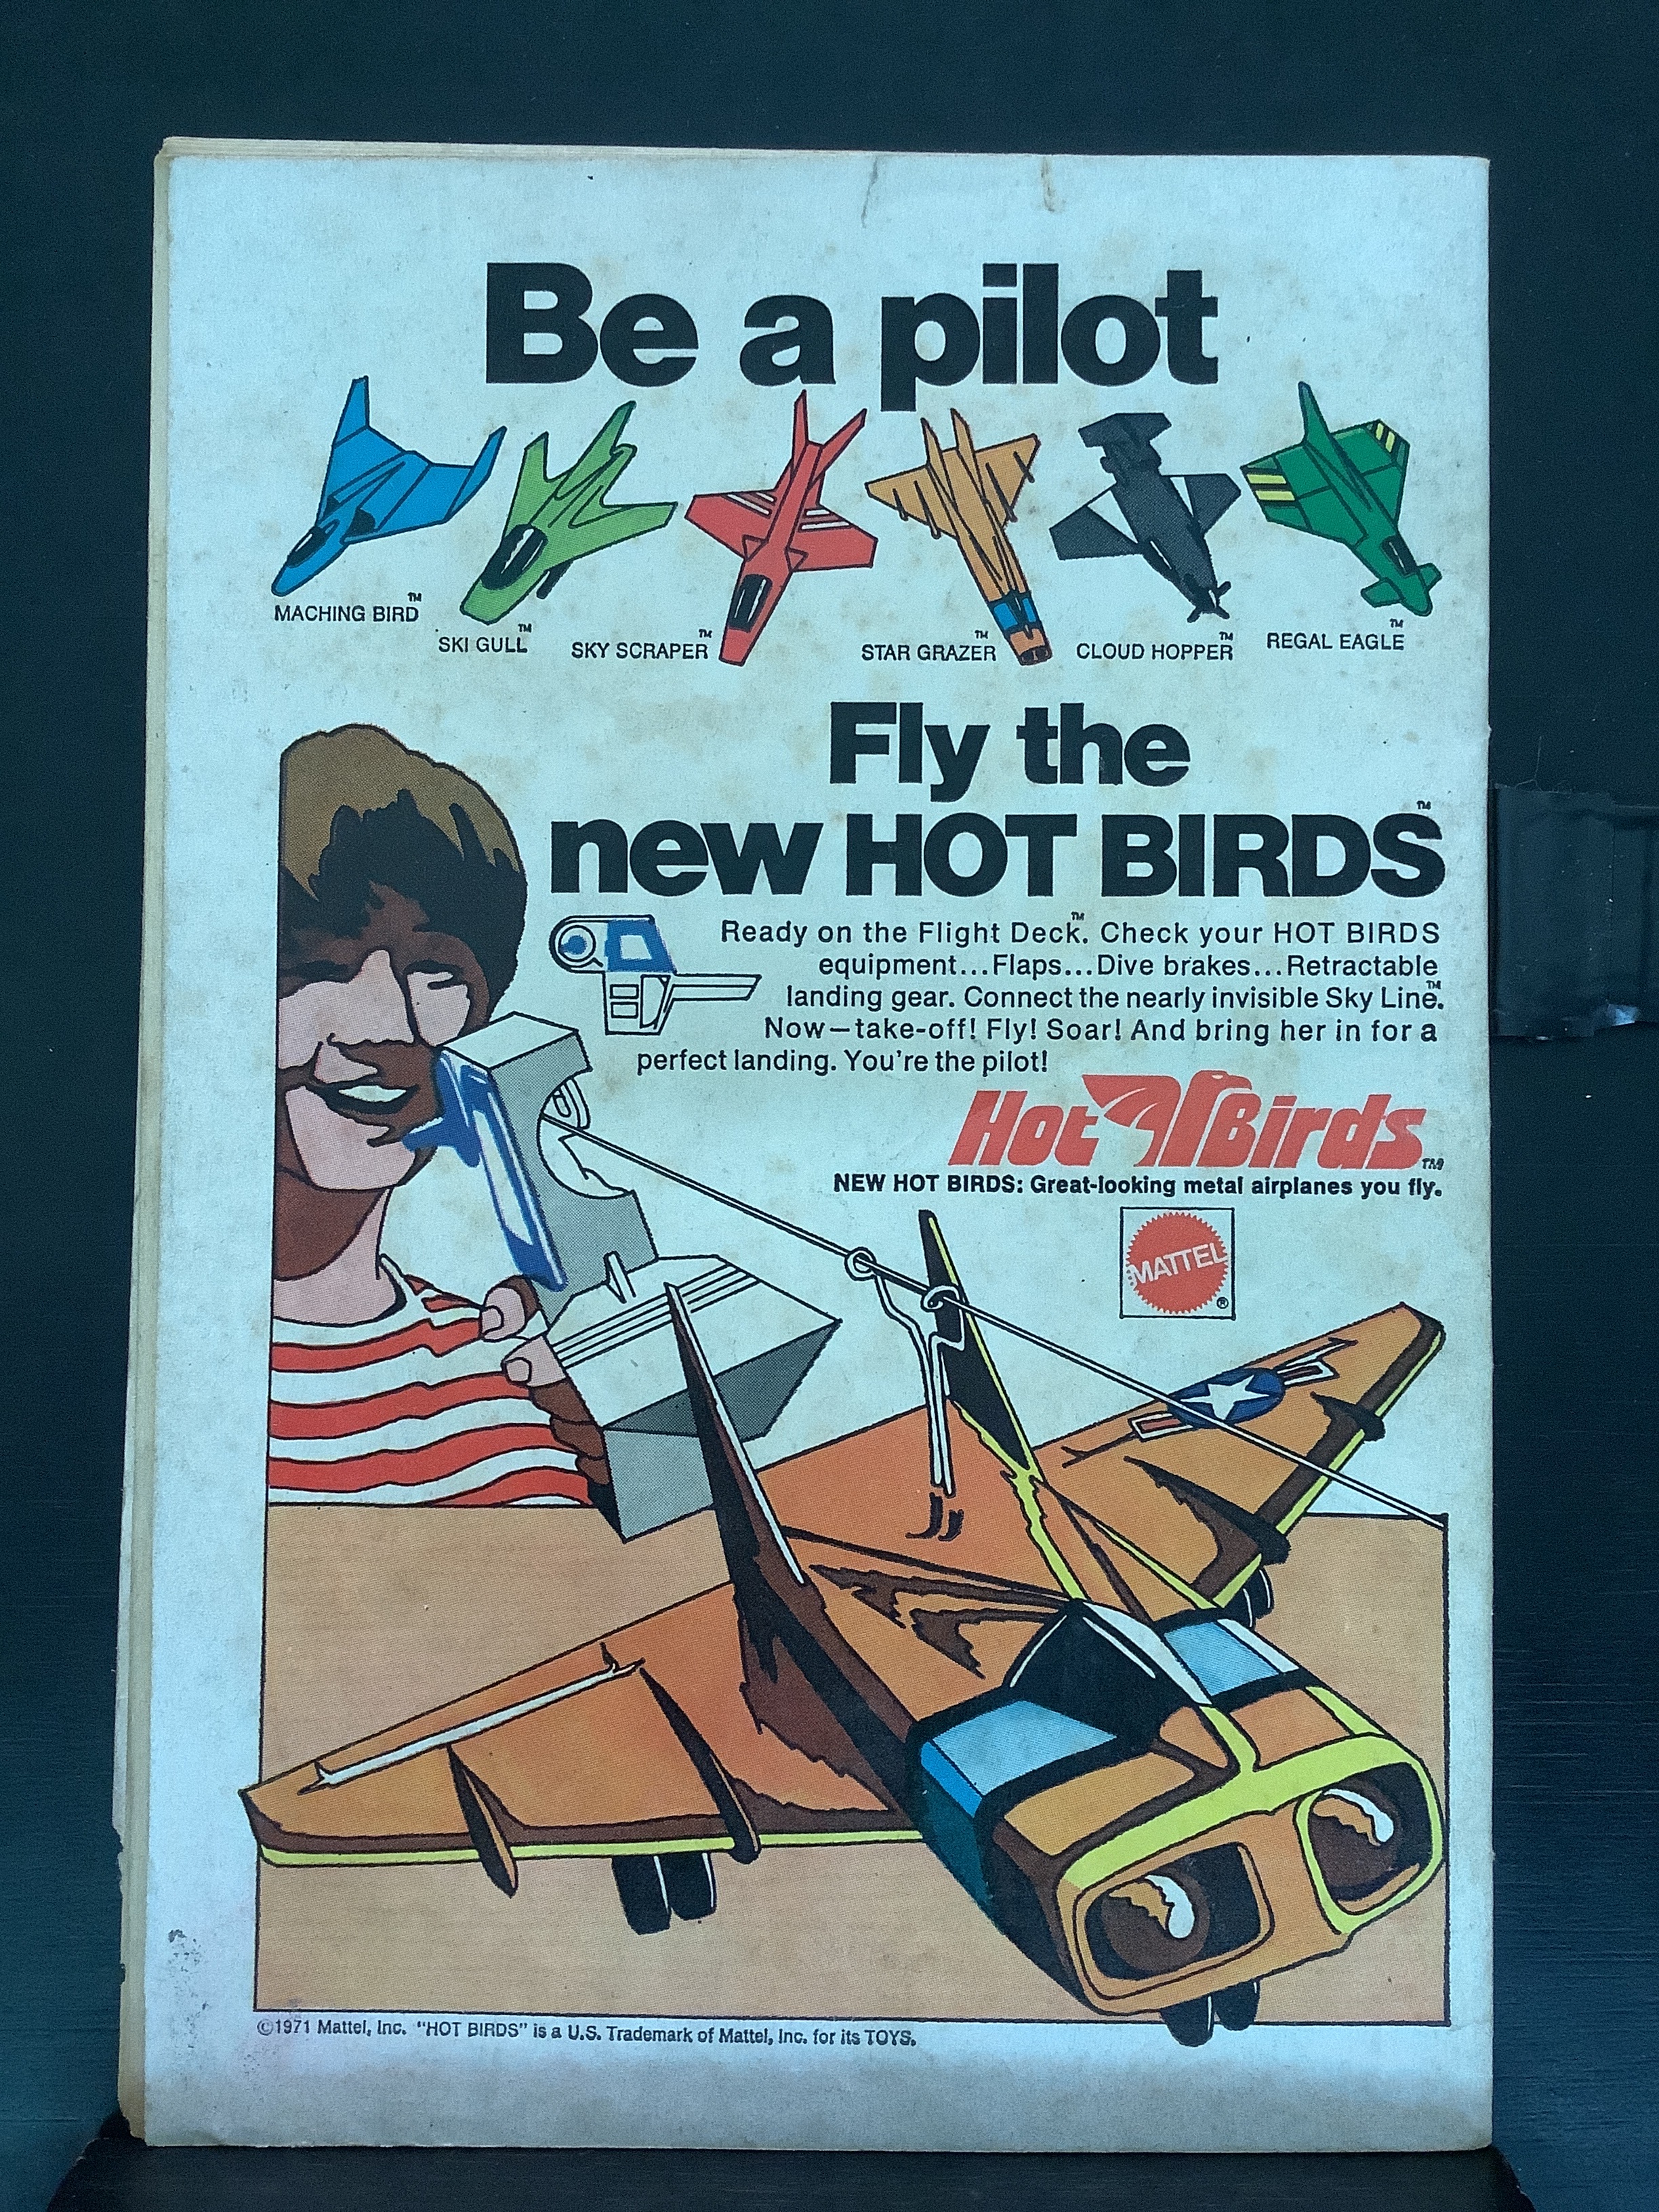 Be a pilot
MACHING BIRD™
SKI GULL™
SKY SCRAPER™
STAR GRAZER™
CLOUD HOPPER™
REGAL EAGLE™
Fly the
new HOT BIRDS™
Ready on the Flight Deck™. Check your HOT BIRDS
equipment...Flaps...Dive brakes...Retractable
landing gear. Connect the nearly invisible Sky Line™.
Now—take-off! Fly! Soar! And bring her in for a
perfect landing. You're the pilot!
Hot Birds™
NEW HOT BIRDS: Great-looking metal airplanes you fly.
MATTEL®
©1971 Mattel, Inc. "HOT BIRDS" is a U.S. Trademark of Mattel, Inc. for its TOYS.